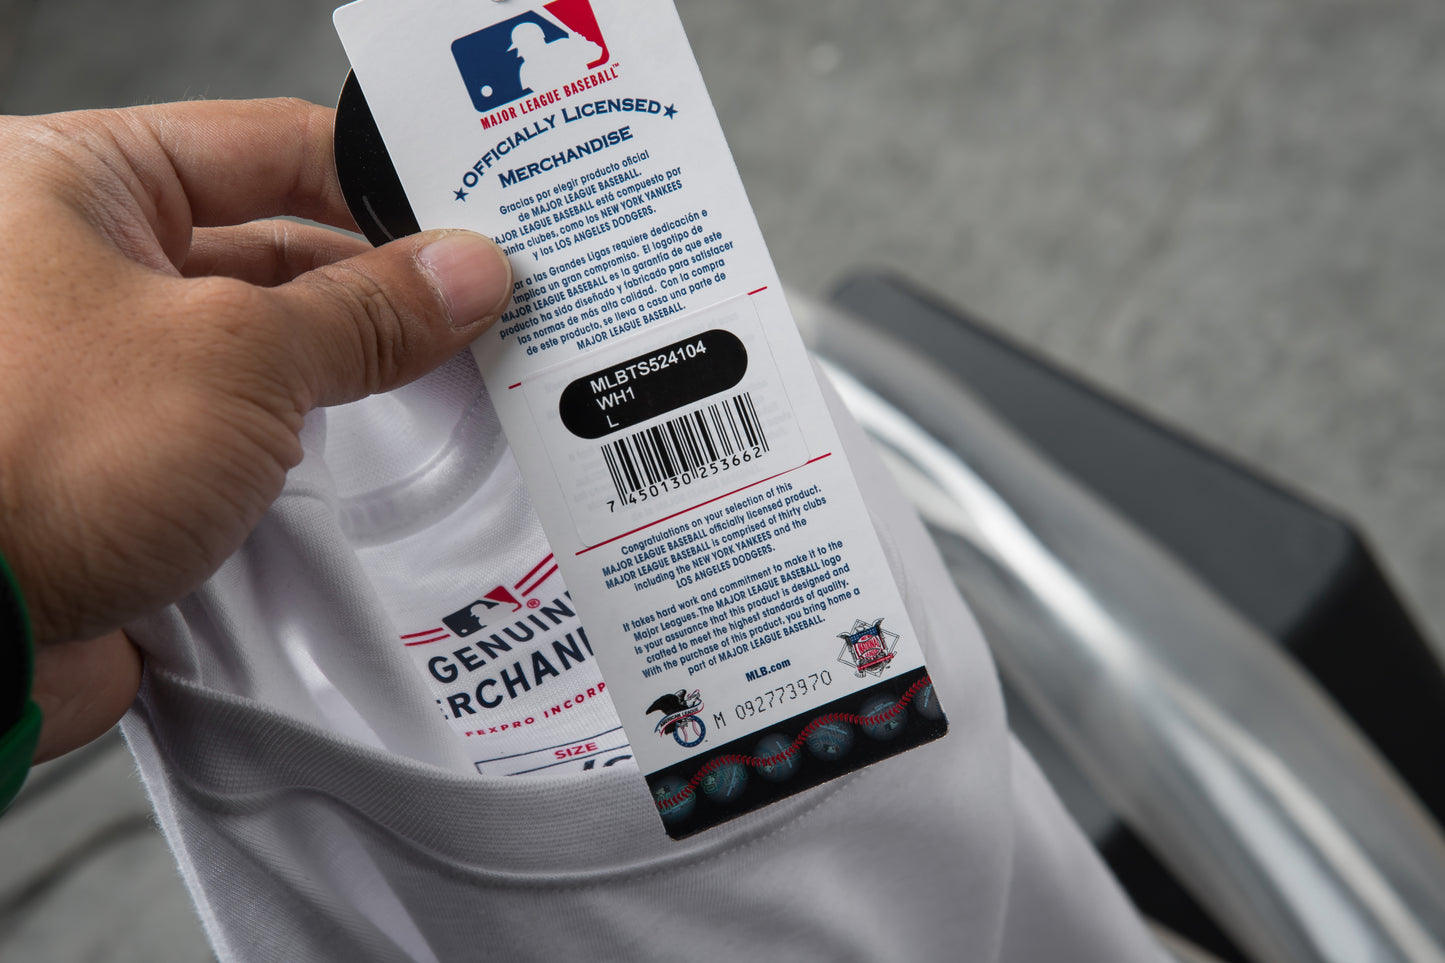 MAJOR LEAGUE BASEBALL™
★OFFICIALLY LICENSED★
MERCHANDISE
Gracias por elegir producto oficial
de MAJOR LEAGUE BASEBALL.
AJOR LEAGUE BASEBALL está compuesto por
einta clubes, como los NEW YORK YANKEES
y los LOS ANGELES DODGERS.
gar a las Grandes Ligas requiere dedicación e
implica un gran compromiso. El logotipo de
MAJOR LEAGUE BASEBALL es la garantía de que este
producto ha sido diseñado y fabricado para satisfacer
las normas de más alta calidad. Con la compra
de este producto, se lleva a casa una parte de
MAJOR LEAGUE BASEBALL.
MLBTS524104
WH1
L
7 450130 253662
Congratulations on your selection of this
MAJOR LEAGUE BASEBALL officially licensed product.
MAJOR LEAGUE BASEBALL is comprised of thirty clubs
including the NEW YORK YANKEES and the
LOS ANGELES DODGERS.
It takes hard work and commitment to make it to the
Major Leagues. The MAJOR LEAGUE BASEBALL logo
is your assurance that this product is designed and
crafted to meet the highest standards of quality.
With the purchase of this product, you bring home a
part of MAJOR LEAGUE BASEBALL.
MLB.com
M 092773970
®
GENUIN
ERCHAN
FEXPRO INCORP
SIZE